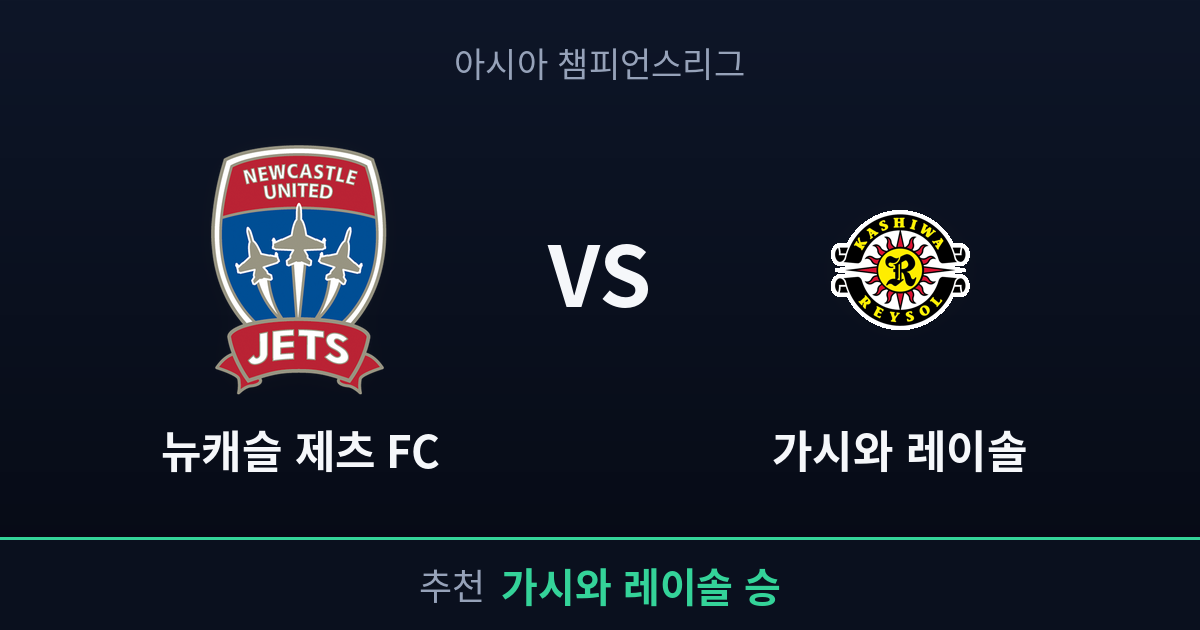 아시아 챔피언스리그
NEWCASTLE
UNITED
JETS
VS
KASHIWA
R
REYSOL
뉴캐슬 제츠 FC
가시와 레이솔
추천 가시와 레이솔 승